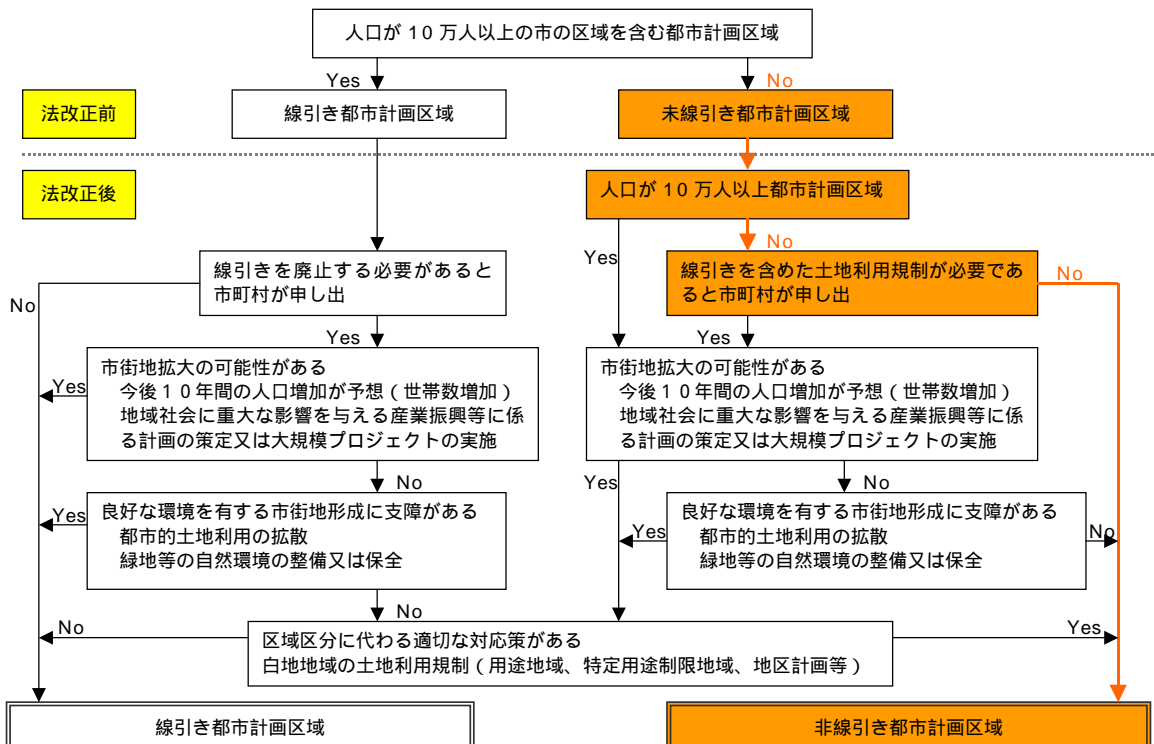 人口が10万人以上の市の区域を含む都市計画区域
Yes
No
法改正前
線引き都市計画区域
未線引き都市計画区域
法改正後
人口が10万人以上都市計画区域
Yes
No
線引きを廃止する必要があると
市町村が申し出
線引きを含めた土地利用規制が必要であ
ると市町村が申し出
No
No
Yes
Yes
市街地拡大の可能性がある
今後10年間の人口増加が予想(世帯数増加)
地域社会に重大な影響を与える産業振興等に係
る計画の策定又は大規模プロジェクトの実施
Yes
市街地拡大の可能性がある
今後10年間の人口増加が予想(世帯数増加)
地域社会に重大な影響を与える産業振興等に係
る計画の策定又は大規模プロジェクトの実施
No
Yes
No
良好な環境を有する市街地形成に支障がある
都市的土地利用の拡散
緑地等の自然環境の整備又は保全
Yes
良好な環境を有する市街地形成に支障がある
都市的土地利用の拡散
緑地等の自然環境の整備又は保全
Yes
No
No
No
区域区分に代わる適切な対応策がある
白地地域の土地利用規制(用途地域、特定用途制限地域、地区計画等)
Yes
線引き都市計画区域
非線引き都市計画区域